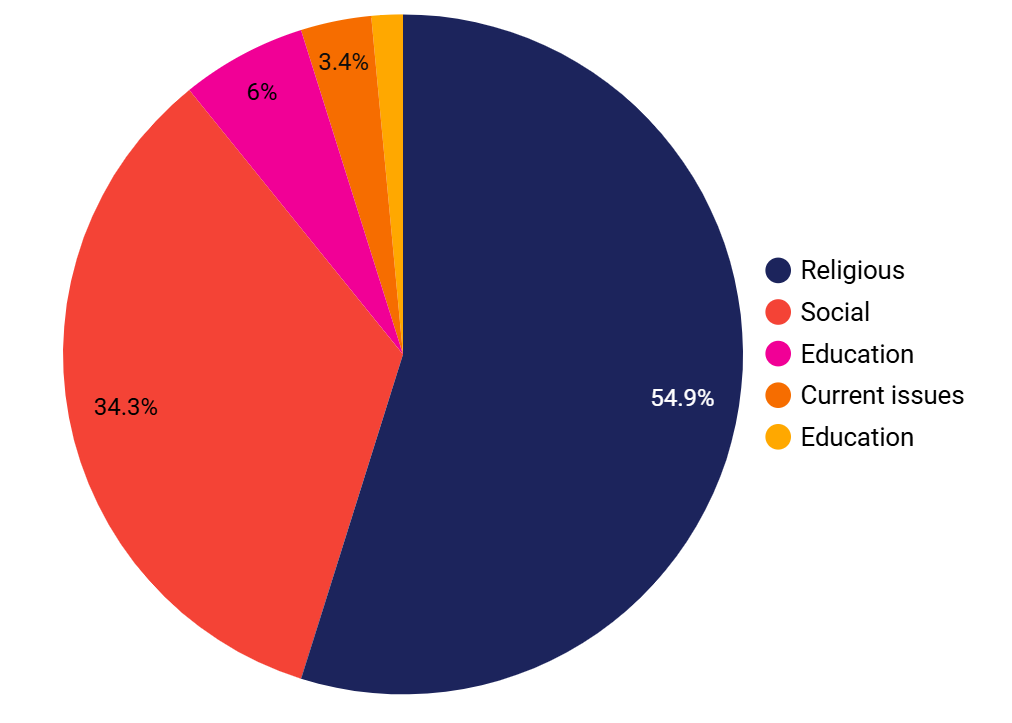 3.4%
6%
34.3%
54.9%
Religious
Social
Education
Current issues
Education